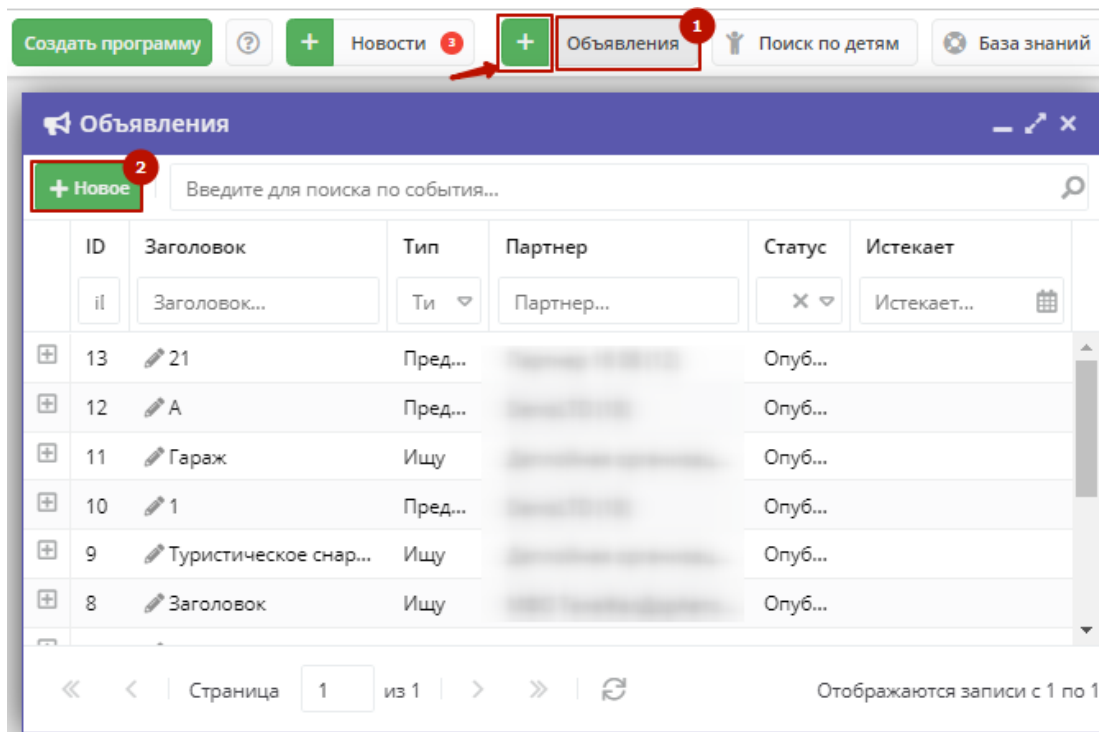 Создать программу ? + Новости 3 + Объявления 1 Поиск по детям База знаний
Объявления
+ Новое 2 Введите для поиска по события...
ID Заголовок Тип Партнер Статус Истекает
Заголовок... Ти Партнер... Истекает...
13 21 Пред... Опуб...
12 А Пред... Опуб...
11 Гараж Ищу Опуб...
10 1 Пред... Опуб...
9 Туристическое снар... Ищу Опуб...
8 Заголовок Ищу Опуб...
Страница 1 из 1 Отображаются записи с 1 по 1